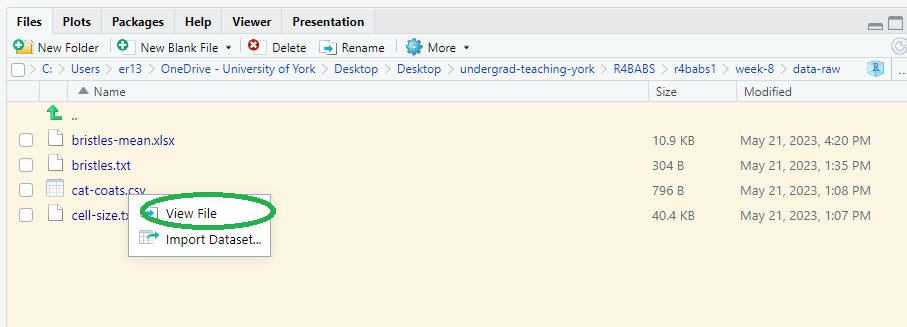 Files Plots Packages Help Viewer Presentation
New Folder New Blank File Delete Rename More
C: Users er13 OneDrive - University of York Desktop Desktop undergrad-teaching-york R4BABS r4babs1 week-8 data-raw R ...
Name Size Modified
..
bristles-mean.xlsx 10.9 KB May 21, 2023, 4:20 PM
bristles.txt 304 B May 21, 2023, 1:35 PM
cat-coats.csv 796 B May 21, 2023, 1:08 PM
View File
cell-size.tx 40.4 KB May 21, 2023, 1:07 PM
Import Dataset...